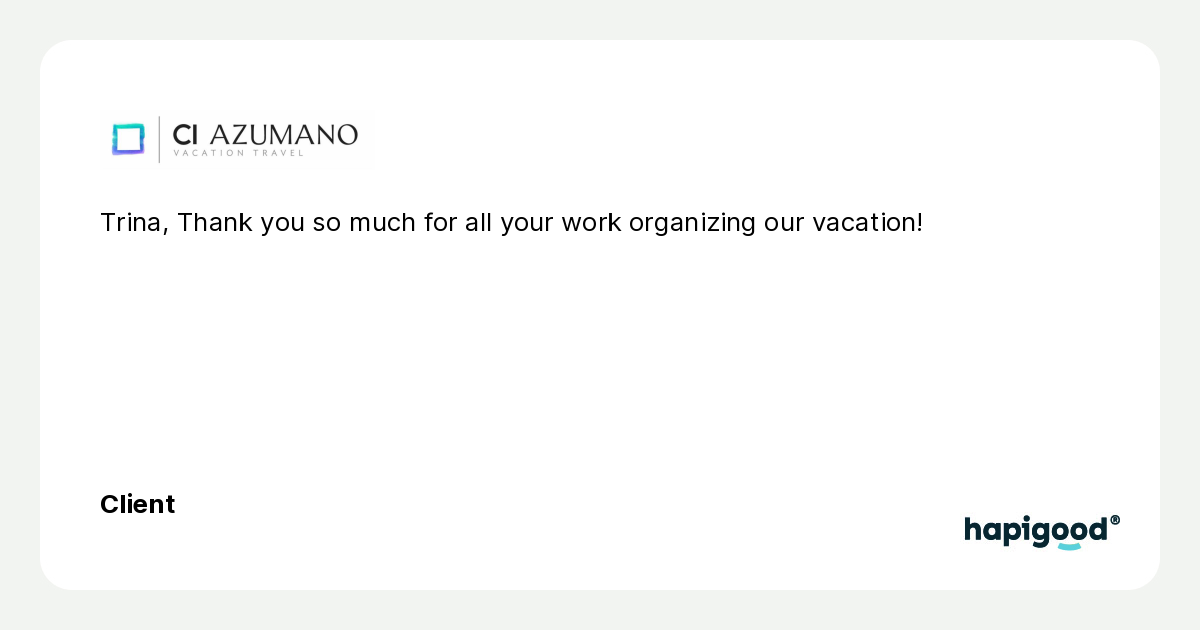 CI AZUMANO
VACATION TRAVEL
Trina, Thank you so much for all your work organizing our vacation!
Client
hapigood®